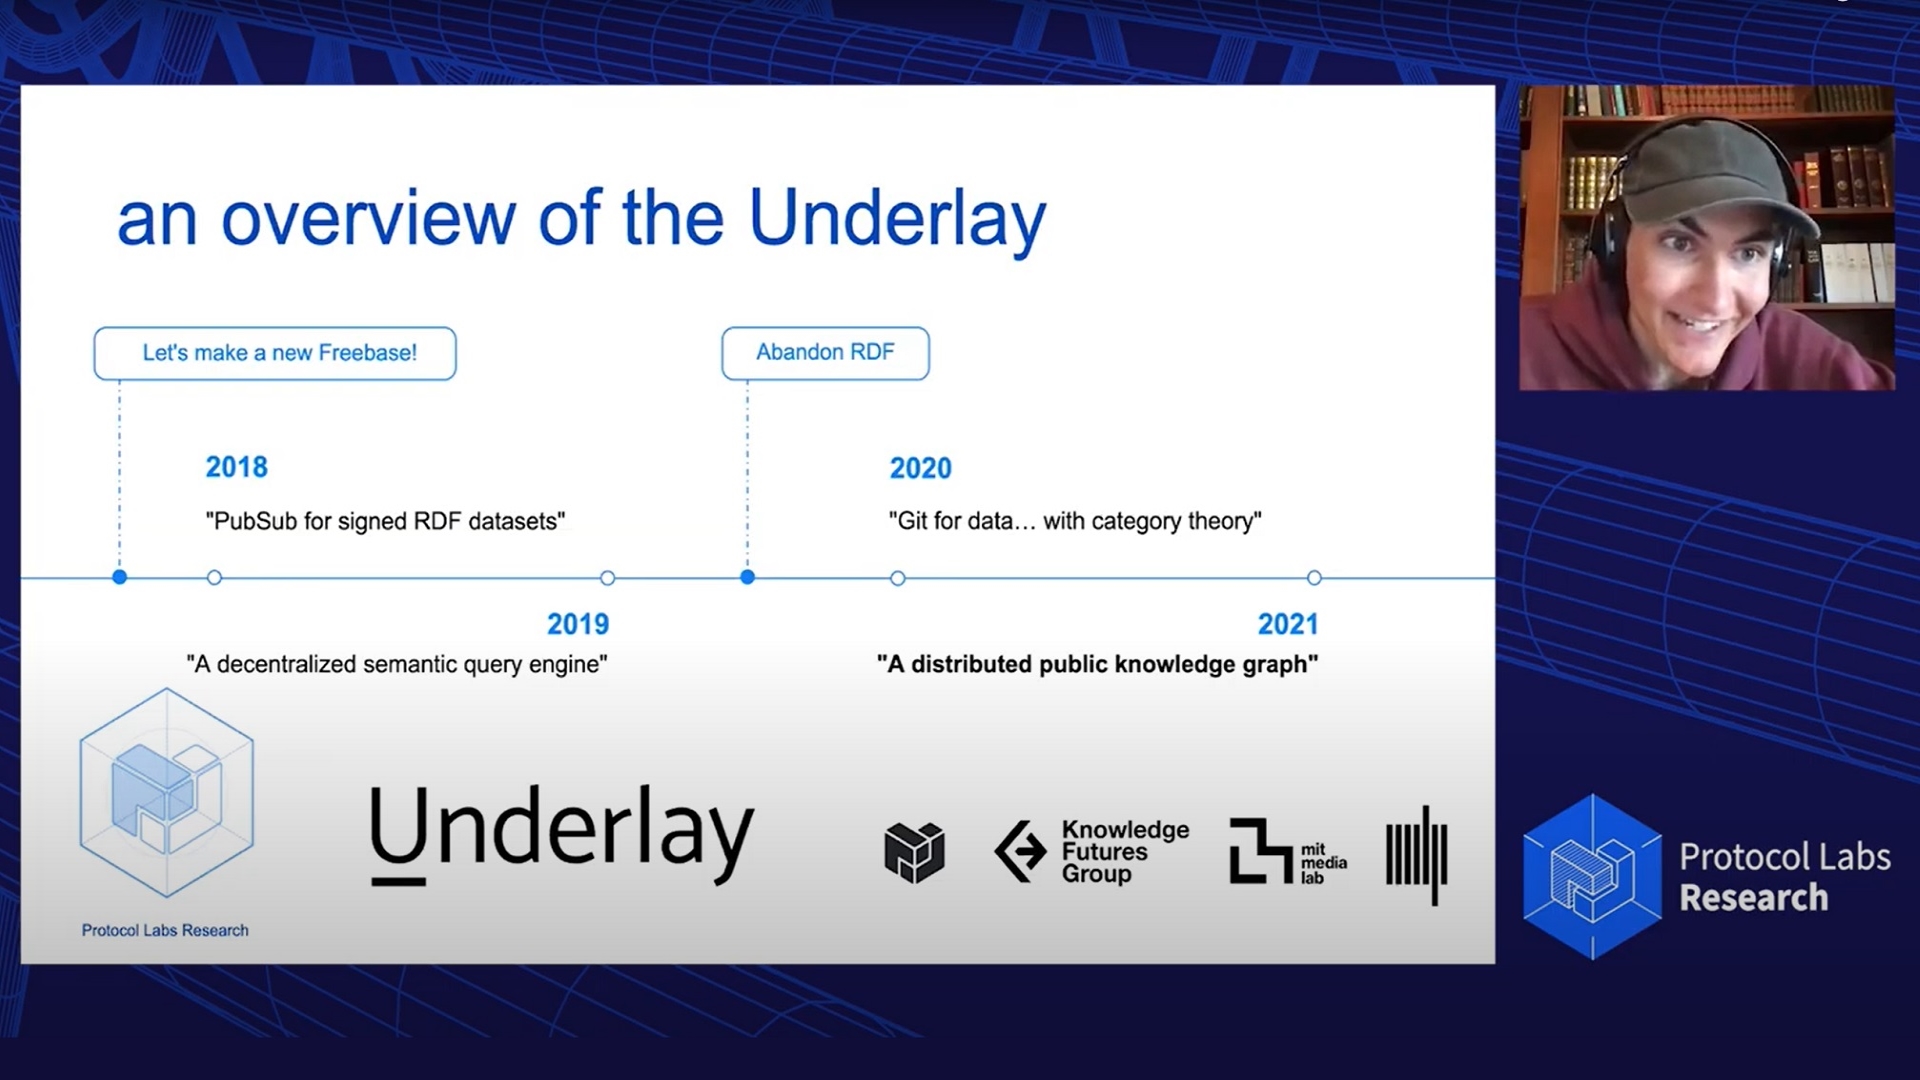 an overview of the Underlay
Let's make a new Freebase!
Abandon RDF
2018
"PubSub for signed RDF datasets"
2020
"Git for data… with category theory"
2019
"A decentralized semantic query engine"
2021
"A distributed public knowledge graph"
Protocol Labs Research
Underlay
Knowledge
Futures
Group
mit
media
lab
Protocol Labs
Research